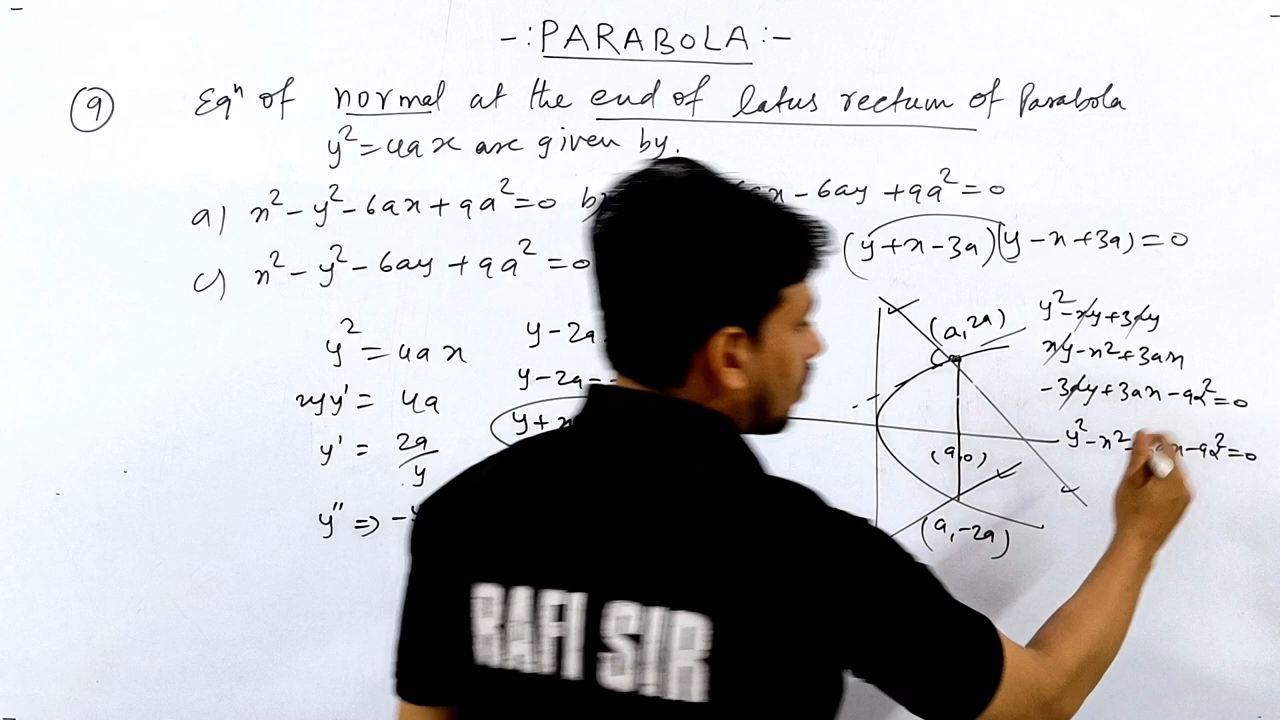 -: PARABOLA :-
(9) Eqⁿ of normal at the end of latus rectum of Parabola
y² = 4ax are given by.
a) x² - y² - 6ax + 9a² = 0 b) - 6ay + 9a² = 0
c) x² - y² - 6ay + 9a² = 0
(y + x - 3a)(y - x + 3a) = 0
y² = 4ax
2yy' = 4a
y' = 2a/y
y'' => -y
y - 2a
y - 2a = -
y + x
(a, 2a)
(a, 0)
(a, -2a)
y² - xy + 3ay
xy - x² + 3ax
- 3ay + 3ax - 9a² = 0
y² - x² - 9a² = 0
RAFI SIR